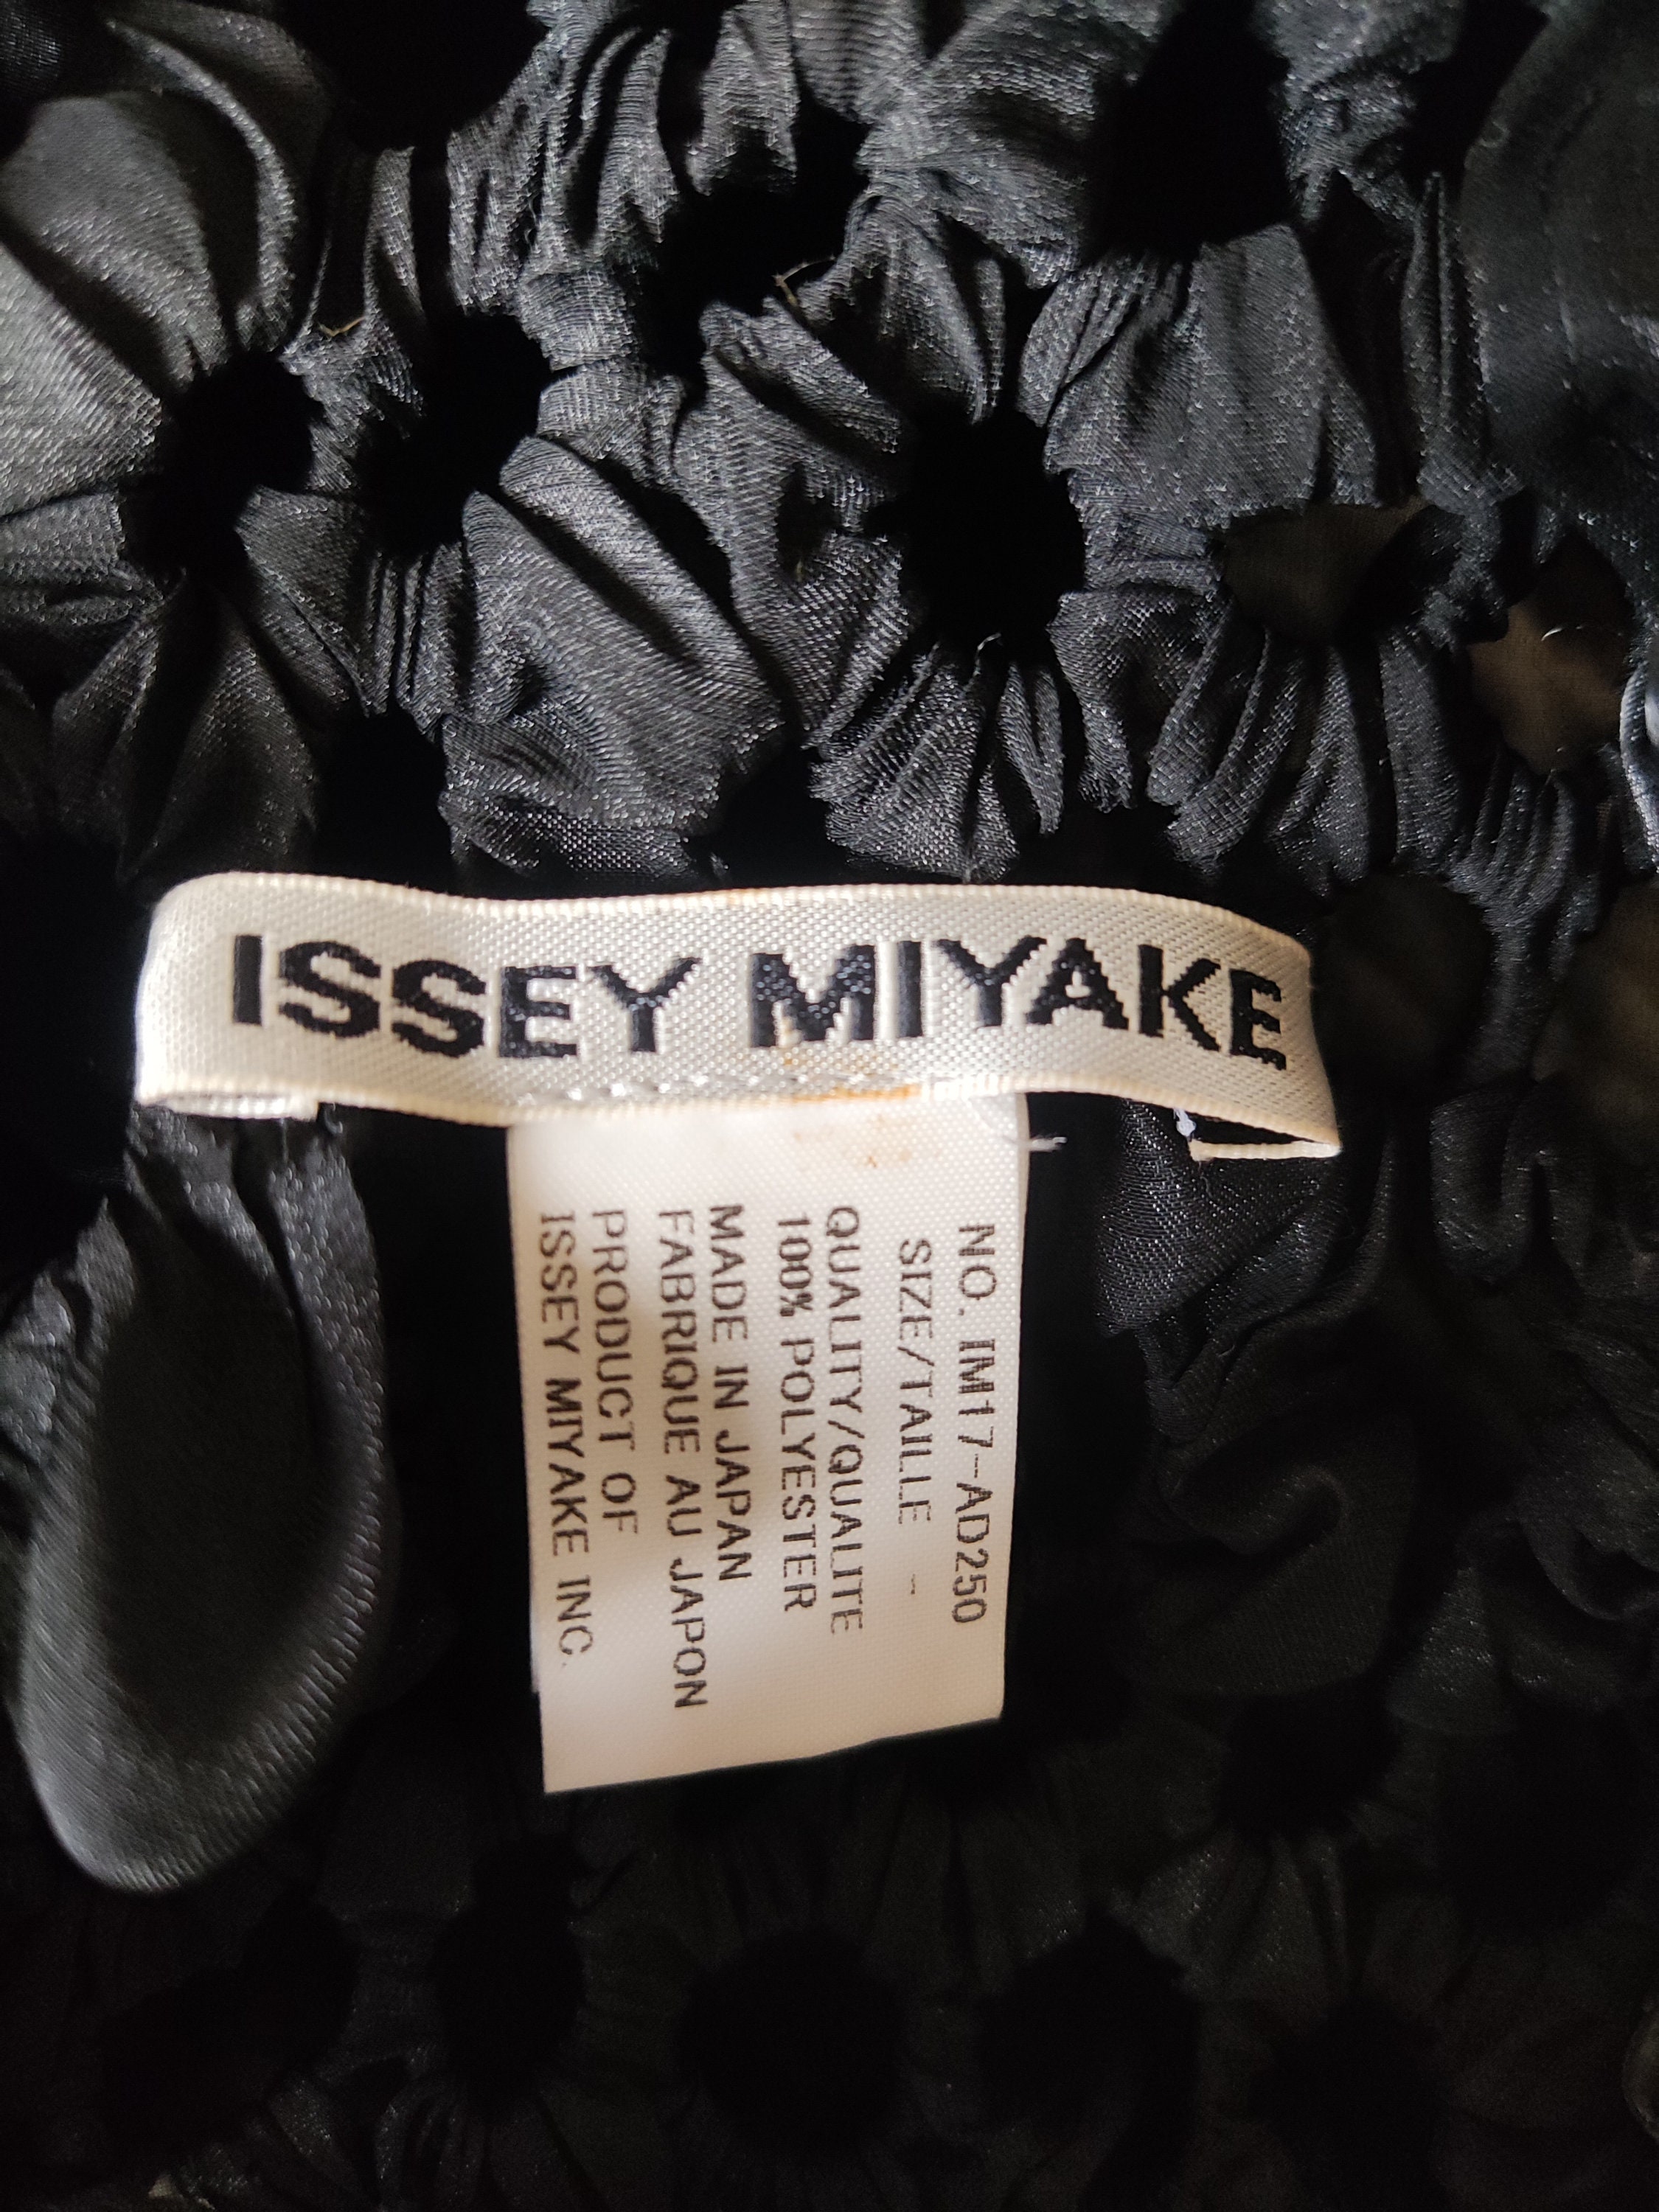 ISSEY MIYAKE
NO. IM17-AD250
SIZE/TAILLE - -
QUALITY/QUALITE
100% POLYESTER
MADE IN JAPAN
FABRIQUE AU JAPON
PRODUCT OF
ISSEY MIYAKE INC.